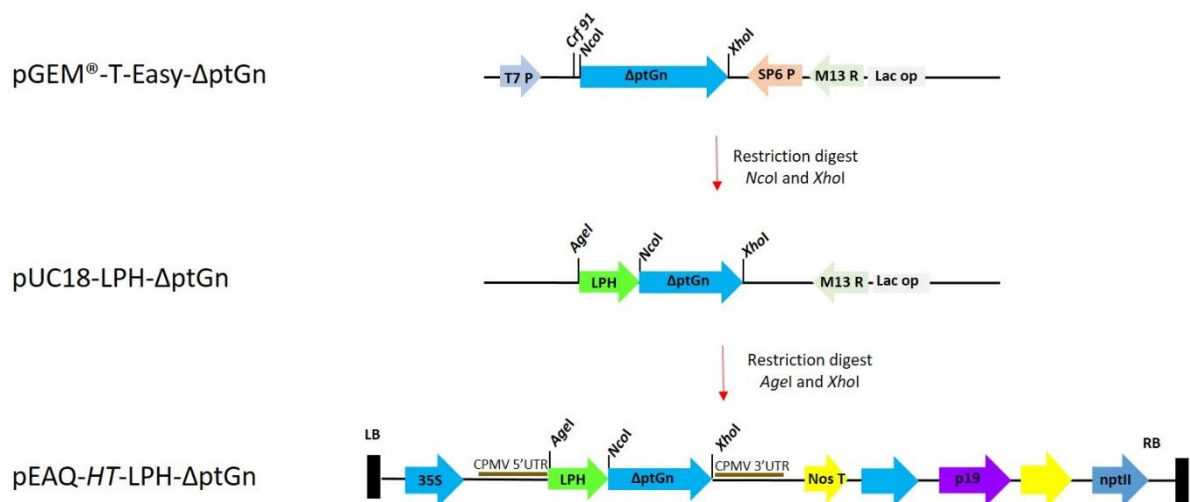 pGEM®-T-Easy-ΔptGn
Crf 91
NcoI
XhoI
T7 P
ΔptGn
SP6 P
M13 R
Lac op
Restriction digest
NcoI and XhoI
pUC18-LPH-ΔptGn
AgeI
NcoI
XhoI
LPH
ΔptGn
M13 R
Lac op
Restriction digest
AgeI and XhoI
pEAQ-HT-LPH-ΔptGn
LB
AgeI
NcoI
XhoI
RB
CPMV 5'UTR
CPMV 3'UTR
35S
LPH
ΔptGn
Nos T
p19
nptII